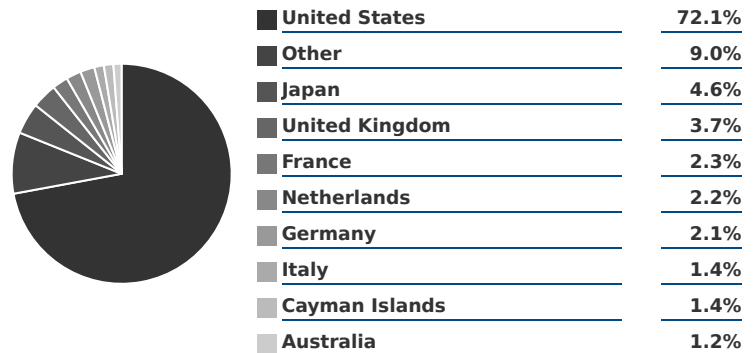 United States 72.1%
Other 9.0%
Japan 4.6%
United Kingdom 3.7%
France 2.3%
Netherlands 2.2%
Germany 2.1%
Italy 1.4%
Cayman Islands 1.4%
Australia 1.2%